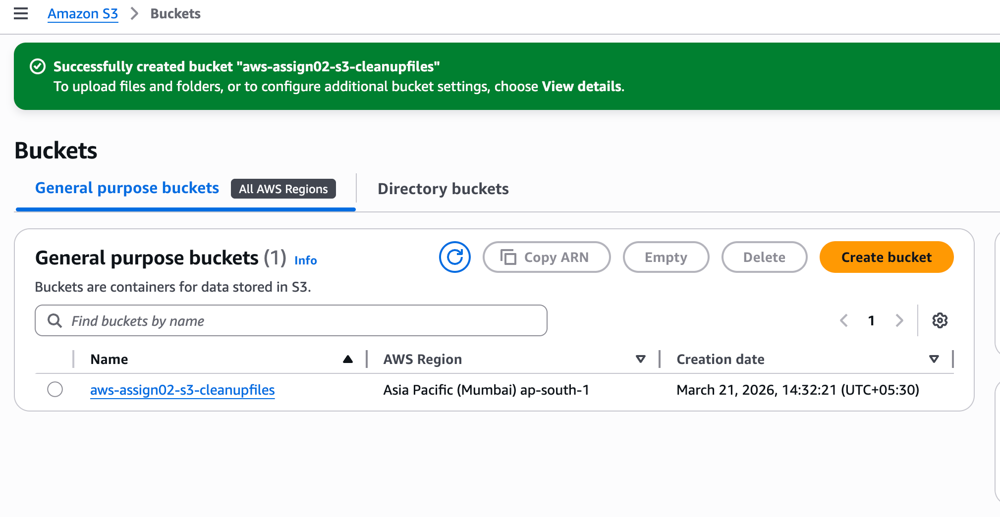 Amazon S3 > Buckets
Successfully created bucket "aws-assign02-s3-cleanupfiles"
To upload files and folders, or to configure additional bucket settings, choose View details.
Buckets
General purpose buckets All AWS Regions Directory buckets
General purpose buckets (1) Info Copy ARN Empty Delete Create bucket
Buckets are containers for data stored in S3.
Find buckets by name 1
Name AWS Region Creation date
aws-assign02-s3-cleanupfiles Asia Pacific (Mumbai) ap-south-1 March 21, 2026, 14:32:21 (UTC+05:30)